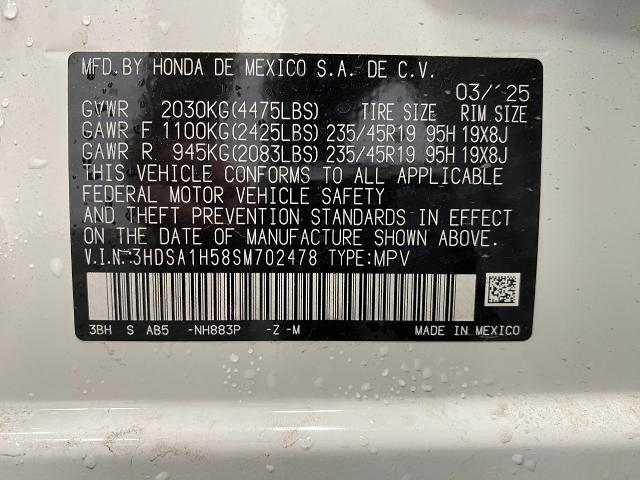 MFD.BY HONDA DE MEXICO S.A. DE C.V.
03/´25
GVWR 2030KG(4475LBS) TIRE SIZE RIM SIZE
GAWR F 1100KG(2425LBS) 235/45R19 95H 19X8J
GAWR R. 945KG(2083LBS) 235/45R19 95H 19X8J
THIS VEHICLE CONFORMS TO ALL APPLICABLE
FEDERAL MOTOR VEHICLE SAFETY
AND THEFT PREVENTION STANDARDS IN EFFECT
ON THE DATE OF MANUFACTURE SHOWN ABOVE.
V.I.N.:3HDSA1H58SM702478 TYPE:MPV
3BH S AB5 -NH883P -Z-M MADE IN MEXICO